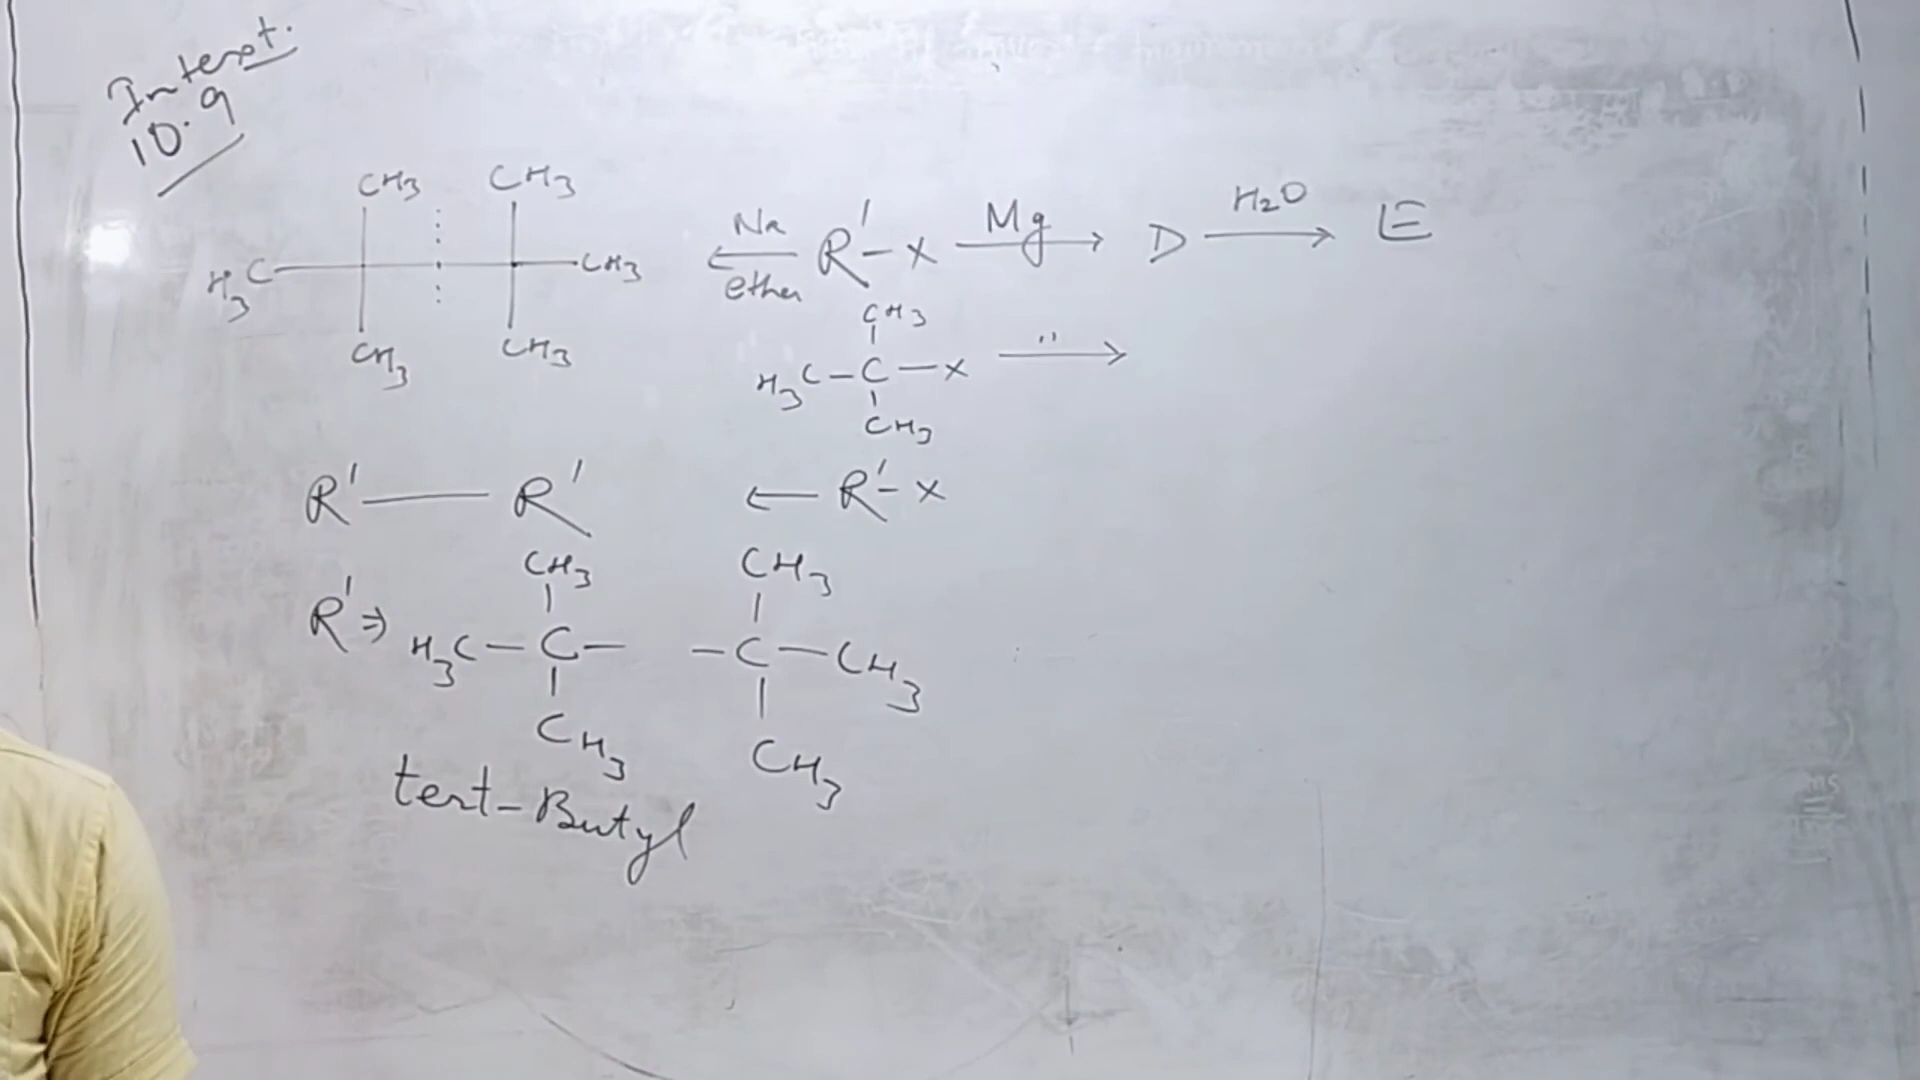 Intext.
10.9
CH3 CH3
H3C CH3
CH3 CH3
Na
ether
R'-X Mg → D H2O → E
CH3
H3C-C-X " →
CH3
R' — R' ← R'-X
CH3 CH3
R' ⇒ H3C-C- -C-CH3
CH3 CH3
tert-Butyl